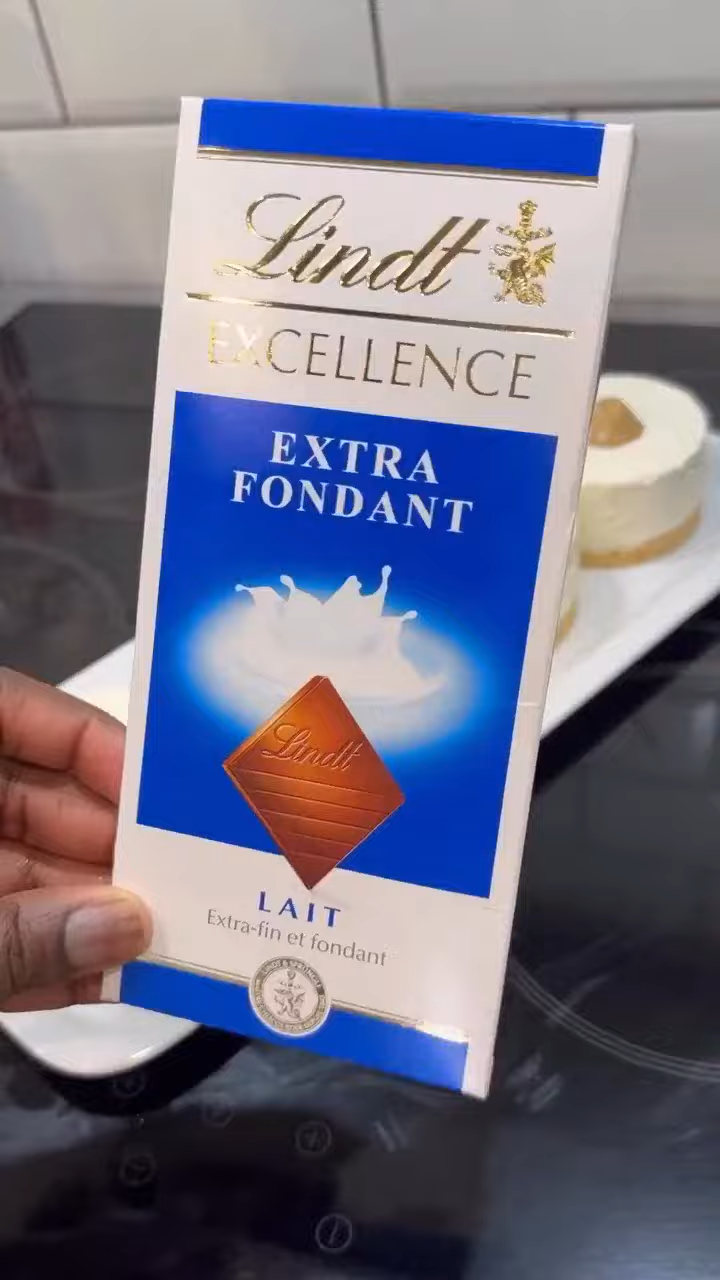 Lindt
EXCELLENCE
EXTRA
FONDANT
Lindt
LAIT
Extra-fin et fondant